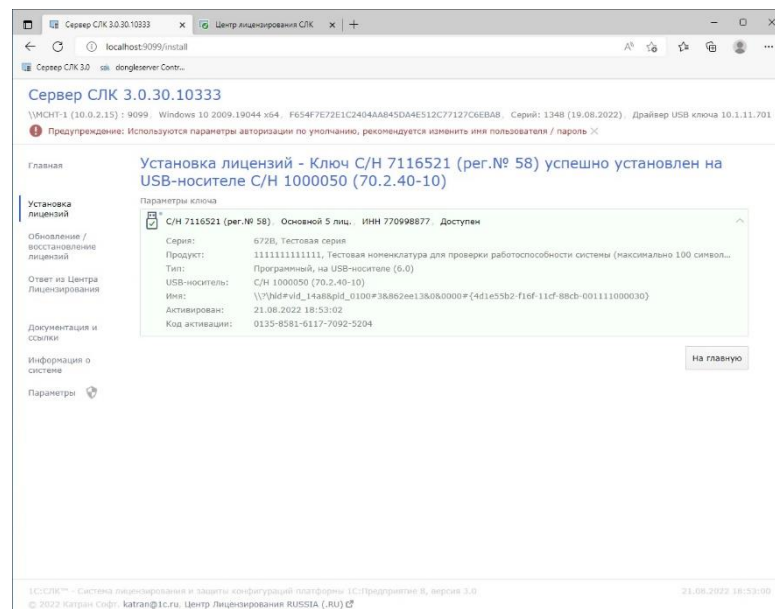 Сервер СЛК 3.0.30.10333
Центр лицензирования СЛК
localhost:9099/install
Сервер СЛК 3.0
dongleserver Contr...
Сервер СЛК 3.0.30.10333
\\МСНТ-1 (10.0.2.15) : 9099, Windows 10 2009.19044 x64, F654F7E72E1C2404AA845DA4E512C77127C6EBA8, Серий: 1348 (19.08.2022), Драйвер USB ключа 10.1.11.701
Предупреждение: Используются параметры авторизации по умолчанию, рекомендуется изменить имя пользователя / пароль
Главная
Установка
лицензий
Обновление /
восстановление
лицензий
Ответ из Центра
Лицензирования
Документация и
ссылки
Информация о
системе
Параметры
Установка лицензий - Ключ С/Н 7116521 (рег.№ 58) успешно установлен на
USB-носителе С/Н 1000050 (70.2.40-10)
Параметры ключа
С/Н 7116521 (рег.№ 58), Основной 5 лиц., ИНН 770998877, Доступен
Серия: 672B, Тестовая серия
Продукт: 1111111111111, Тестовая номенклатура для проверки работоспособности системы (максимально 100 символ...
Тип: Программный, на USB-носителе (6.0)
USB-носитель: С/Н 1000050 (70.2.40-10)
Имя: \\?\hid#vid_14a8&pid_0100#3&862ee13&0&0000#{4d1e55b2-f16f-11cf-88cb-001111000030}
Активирован: 21.08.2022 18:53:02
Код активации: 0135-8581-6117-7092-5204
На главную
1С:СЛК™ - Система лицензирования и защиты конфигураций платформы 1С:Предприятие 8, версия 3.0
21.08.2022 18:53:00
© 2022 Катран Софт, katran@1c.ru, Центр Лицензирования RUSSIA (.RU)